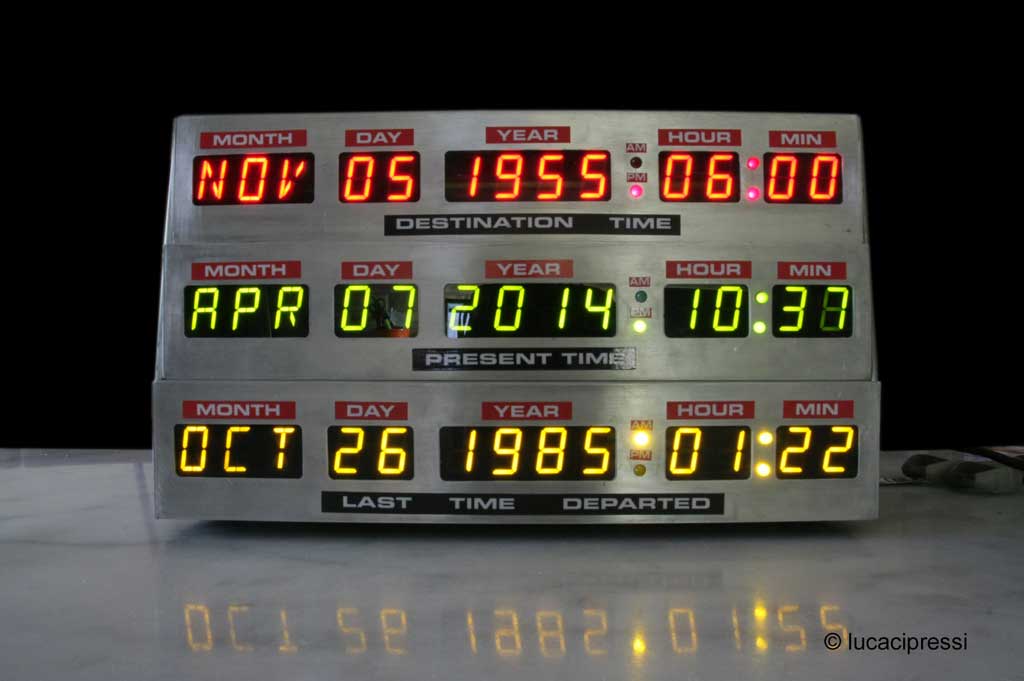 MONTH DAY YEAR HOUR MIN
AM
NOV 05 1955 06:00
PM
DESTINATION TIME
MONTH DAY YEAR HOUR MIN
AM
APR 07 2014 10:37
PM
PRESENT TIME
MONTH DAY YEAR HOUR MIN
AM
OCT 26 1985 01:22
PM
LAST TIME DEPARTED
© lucacipressi